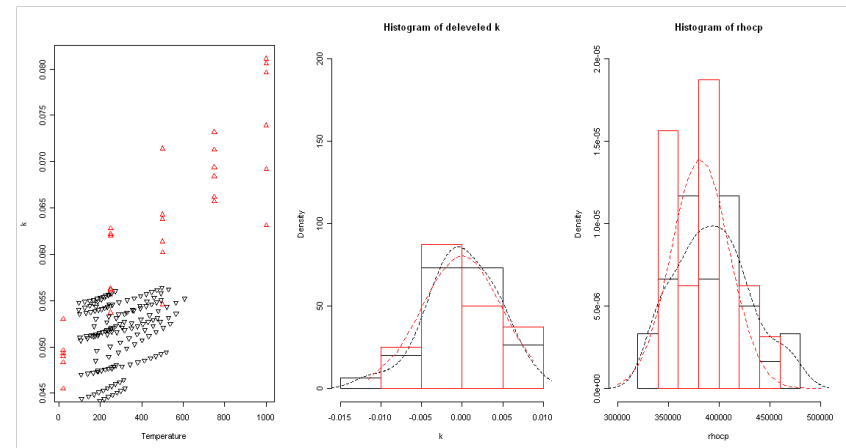 Histogram of deleveled k
Histogram of rhocp
k
0.045
0.050
0.055
0.060
0.065
0.070
0.075
0.080
0
200
400
600
800
1000
Temperature
Density
0
50
100
150
200
-0.015
-0.010
-0.005
0.000
0.005
0.010
k
Density
0.0e+00
5.0e-06
1.0e-05
1.5e-05
2.0e-05
300000
350000
400000
450000
500000
rhocp